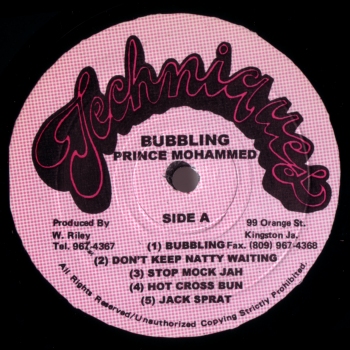 Techniques
BUBBLING
PRINCE MOHAMMED
SIDE A
Produced By
W. Riley
Tel. 967-4367
99 Orange St.
Kingston Ja.
Fax. (809) 967-4368
(1) BUBBLING
(2) DON'T KEEP NATTY WAITING
(3) STOP MOCK JAH
(4) HOT CROSS BUN
(5) JACK SPRAT
All Rights Reserved/Unauthorized Copying Strictly Prohibited.